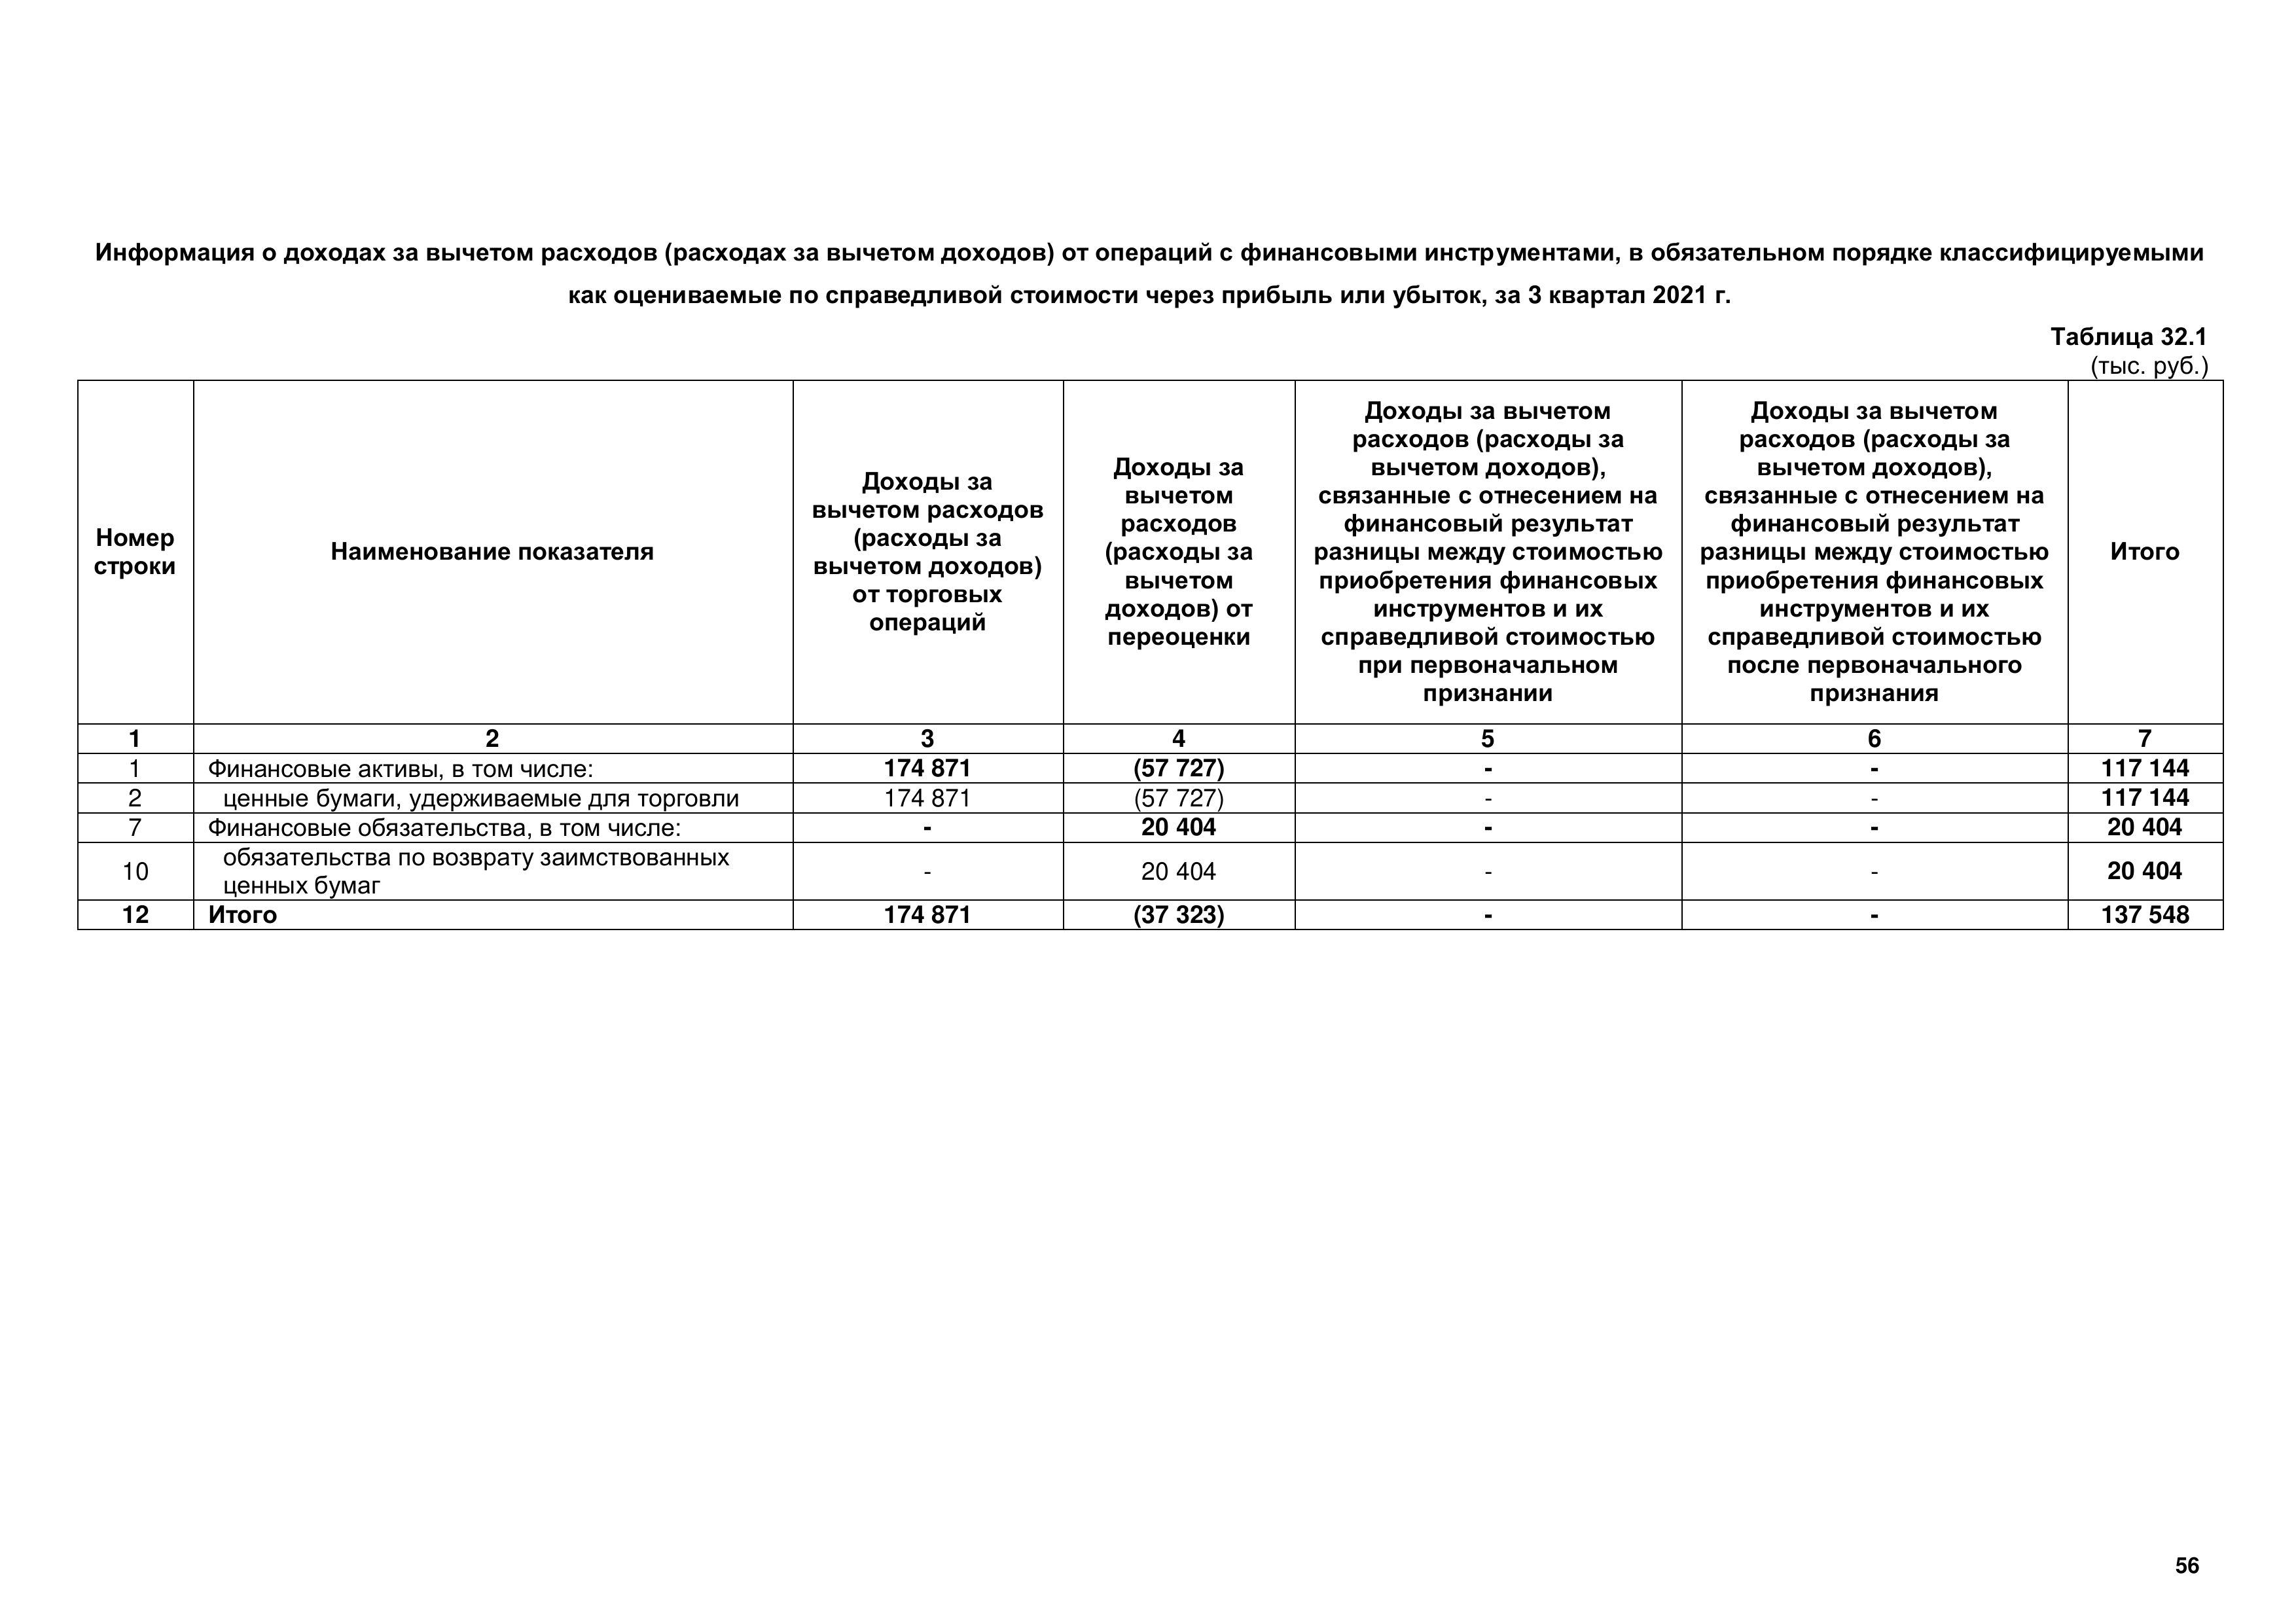 Информация о доходах за вычетом расходов (расходах за вычетом доходов) от операций с финансовыми инструментами, в обязательном порядке классифицируемыми
как оцениваемые по справедливой стоимости через прибыль или убыток, за 3 квартал 2021 г.
Таблица 32.1
(тыс. руб.)
Номер
строки
Наименование показателя
Доходы за
вычетом расходов
(расходы за
вычетом доходов)
от торговых
операций
Доходы за
вычетом
расходов
(расходы за
вычетом
доходов) от
переоценки
Доходы за вычетом
расходов (расходы за
вычетом доходов),
связанные с отнесением на
финансовый результат
разницы между стоимостью
приобретения финансовых
инструментов и их
справедливой стоимостью
при первоначальном
признании
Доходы за вычетом
расходов (расходы за
вычетом доходов),
связанные с отнесением на
финансовый результат
разницы между стоимостью
приобретения финансовых
инструментов и их
справедливой стоимостью
после первоначального
признания
Итого
1 2 3 4 5 6 7
1 Финансовые активы, в том числе: 174 871 (57 727) - - 117 144
2 ценные бумаги, удерживаемые для торговли 174 871 (57 727) - - 117 144
7 Финансовые обязательства, в том числе: - 20 404 - - 20 404
10 обязательства по возврату заимствованных
ценных бумаг - 20 404 - - 20 404
12 Итого 174 871 (37 323) - - 137 548
56